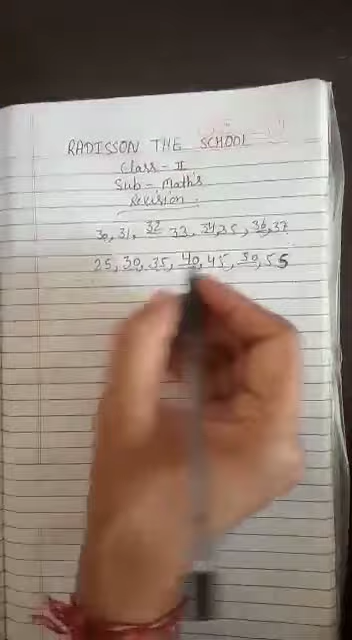 RADISSON THE SCHOOL
Class - II
Sub - Maths
Revision :
30, 31, 32 33, 34, 35, 36, 37
25, 30, 35, 40, 45, 50, 55